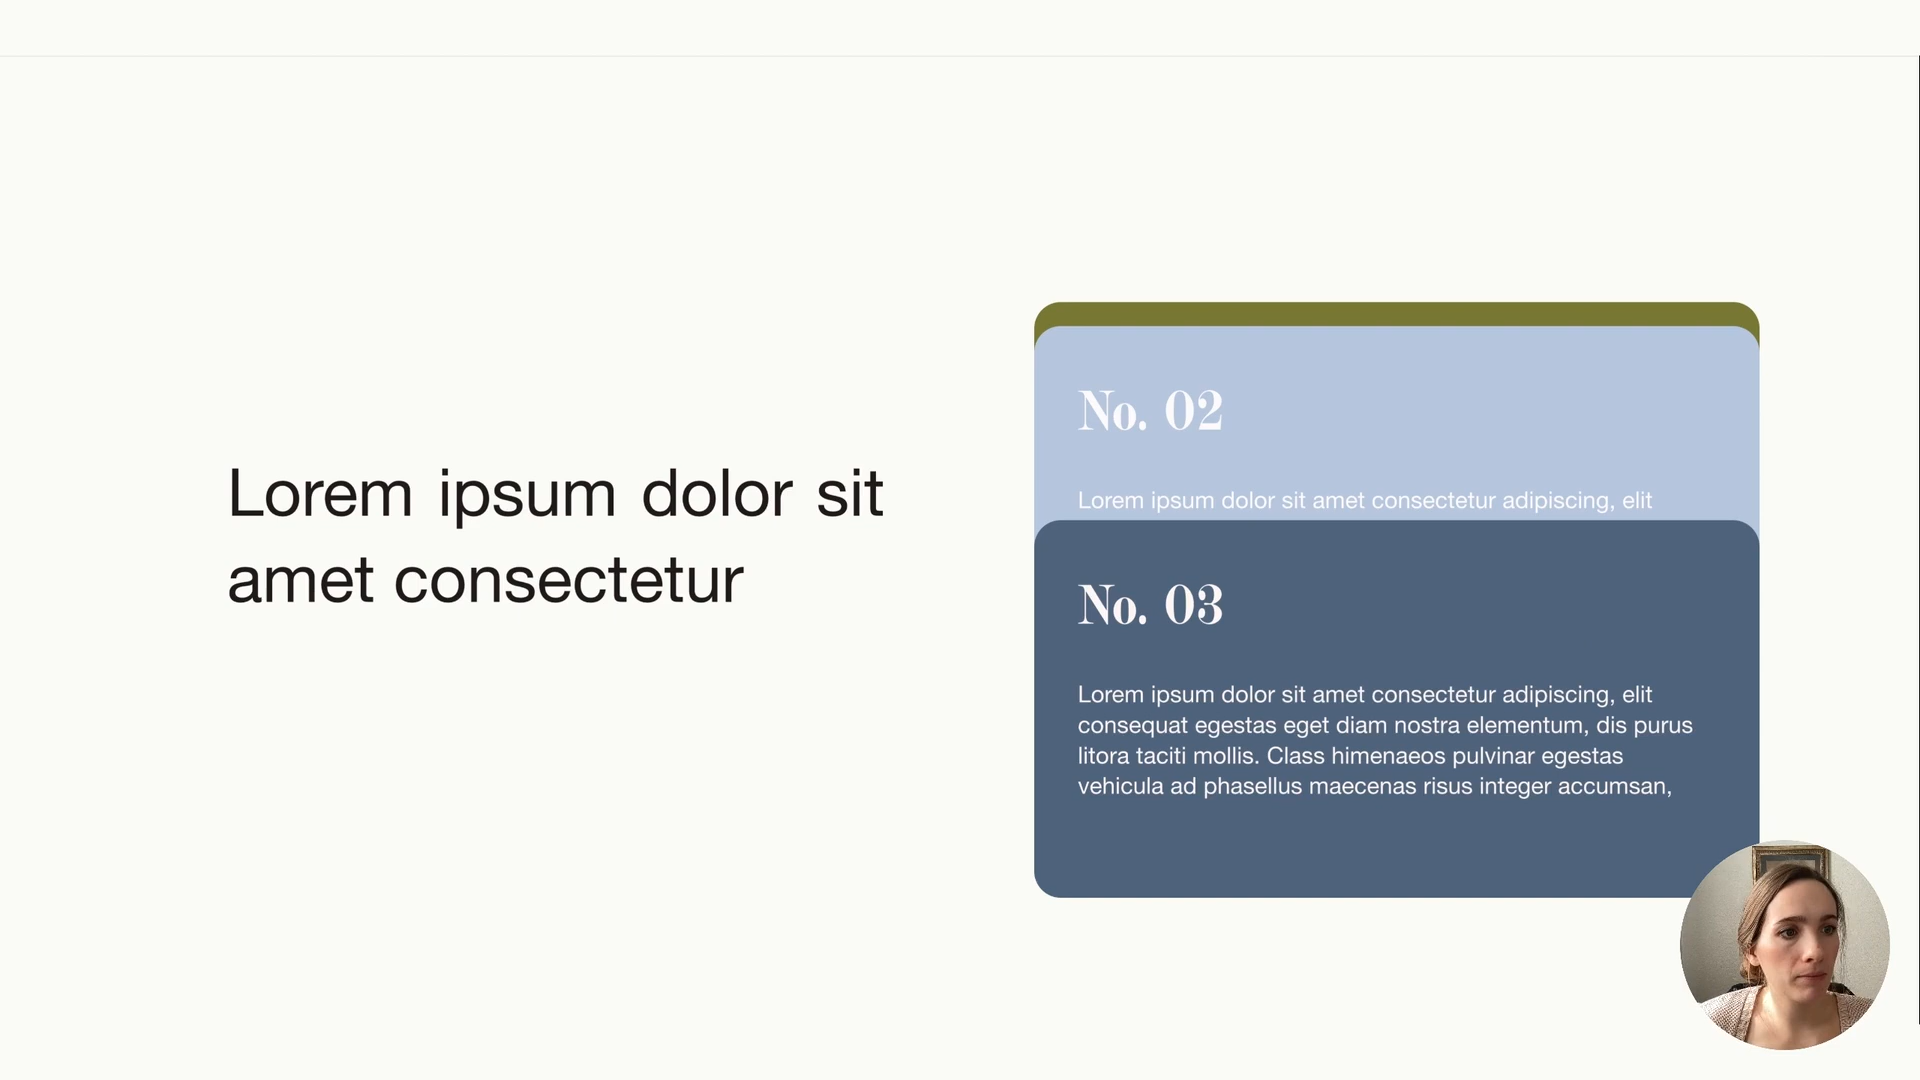 Lorem ipsum dolor sit
amet consectetur
No. 02
Lorem ipsum dolor sit amet consectetur adipiscing, elit
No. 03
Lorem ipsum dolor sit amet consectetur adipiscing, elit
consequat egestas eget diam nostra elementum, dis purus
litora taciti mollis. Class himenaeos pulvinar egestas
vehicula ad phasellus maecenas risus integer accumsan,